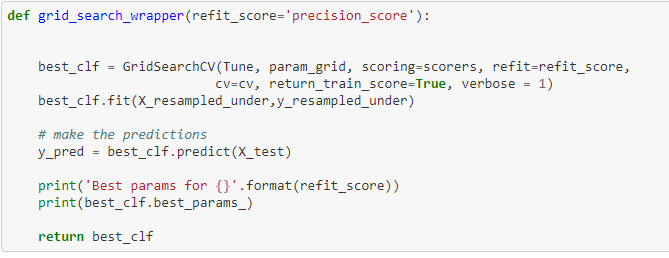 def grid_search_wrapper(refit_score='precision_score'):
best_clf = GridSearchCV(Tune, param_grid, scoring=scorers, refit=refit_score,
cv=cv, return_train_score=True, verbose = 1)
best_clf.fit(X_resampled_under,y_resampled_under)
# make the predictions
y_pred = best_clf.predict(X_test)
print('Best params for {}'.format(refit_score))
print(best_clf.best_params_)
return best_clf